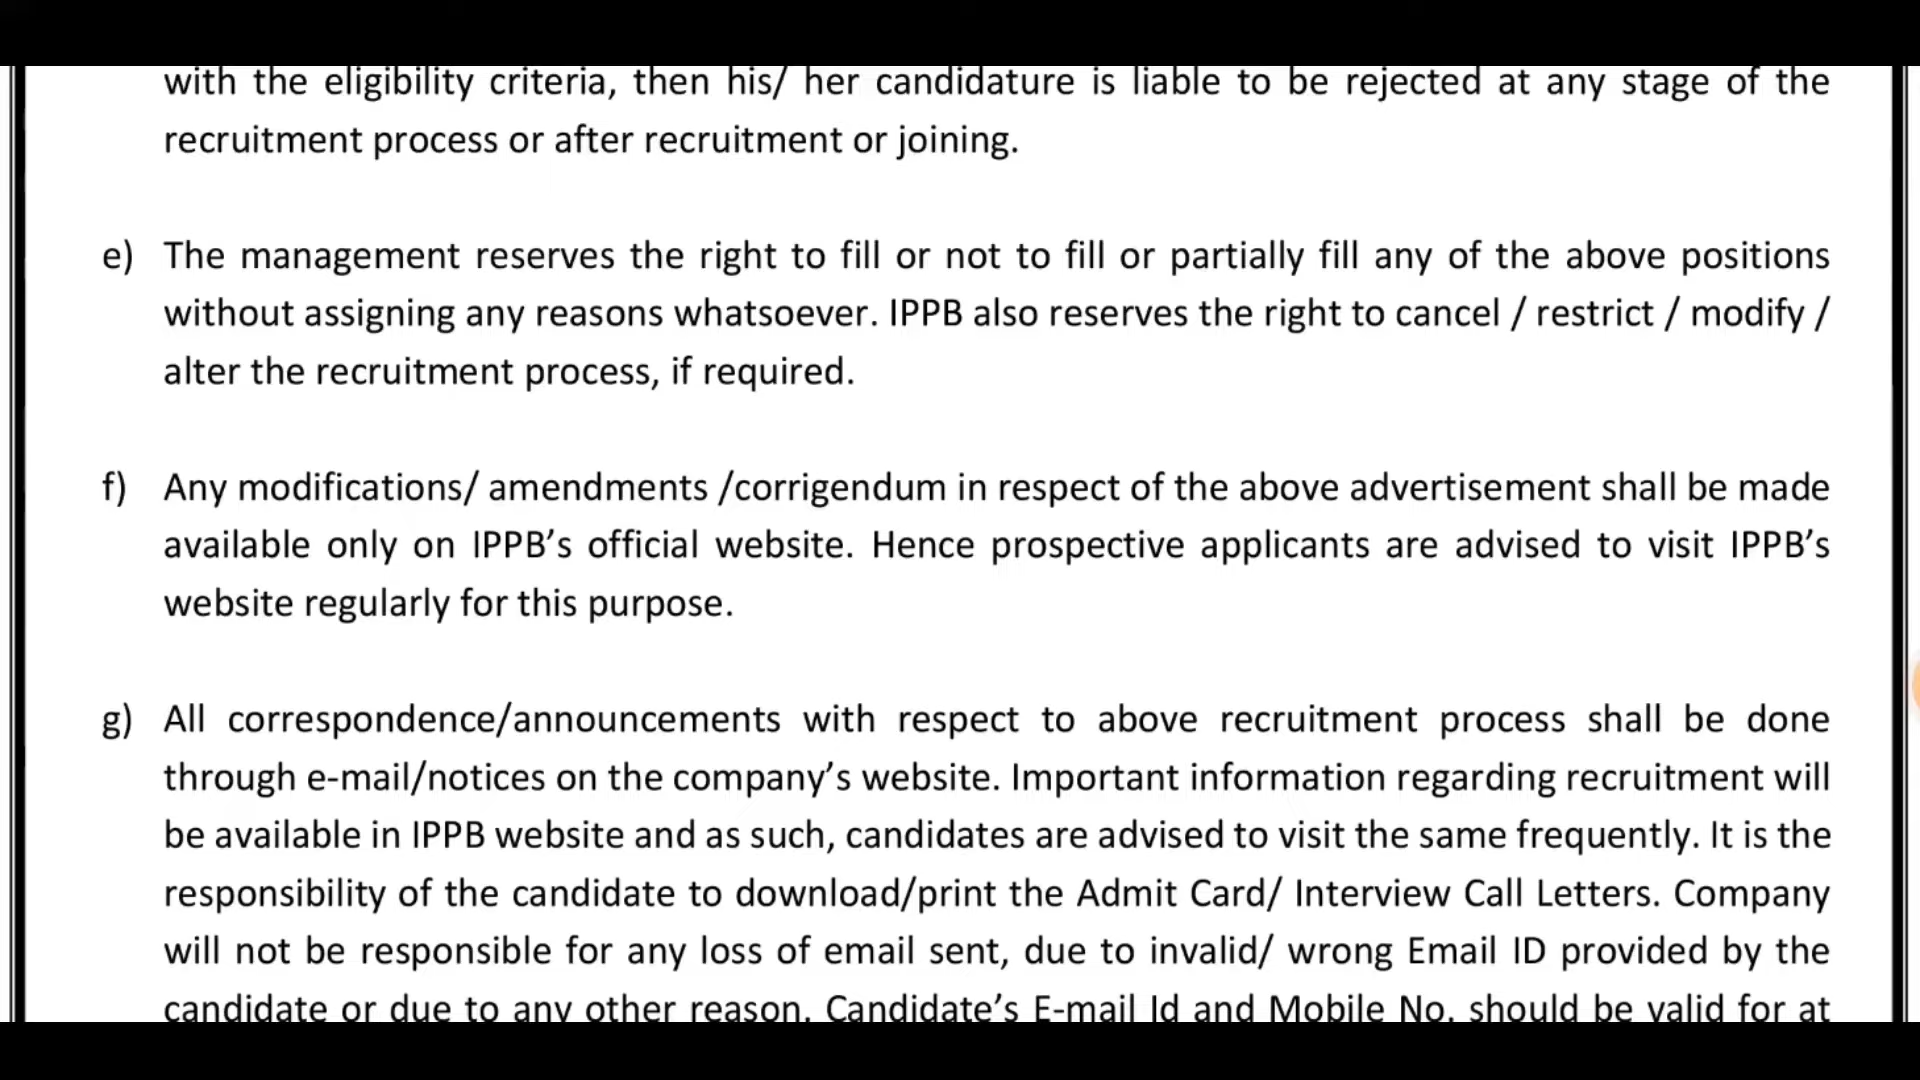 with the eligibility criteria, then his/ her candidature is liable to be rejected at any stage of the
recruitment process or after recruitment or joining.
e) The management reserves the right to fill or not to fill or partially fill any of the above positions
without assigning any reasons whatsoever. IPPB also reserves the right to cancel / restrict / modify /
alter the recruitment process, if required.
f) Any modifications/ amendments /corrigendum in respect of the above advertisement shall be made
available only on IPPB’s official website. Hence prospective applicants are advised to visit IPPB’s
website regularly for this purpose.
g) All correspondence/announcements with respect to above recruitment process shall be done
through e-mail/notices on the company’s website. Important information regarding recruitment will
be available in IPPB website and as such, candidates are advised to visit the same frequently. It is the
responsibility of the candidate to download/print the Admit Card/ Interview Call Letters. Company
will not be responsible for any loss of email sent, due to invalid/ wrong Email ID provided by the
candidate or due to any other reason. Candidate’s E-mail Id and Mobile No. should be valid for at